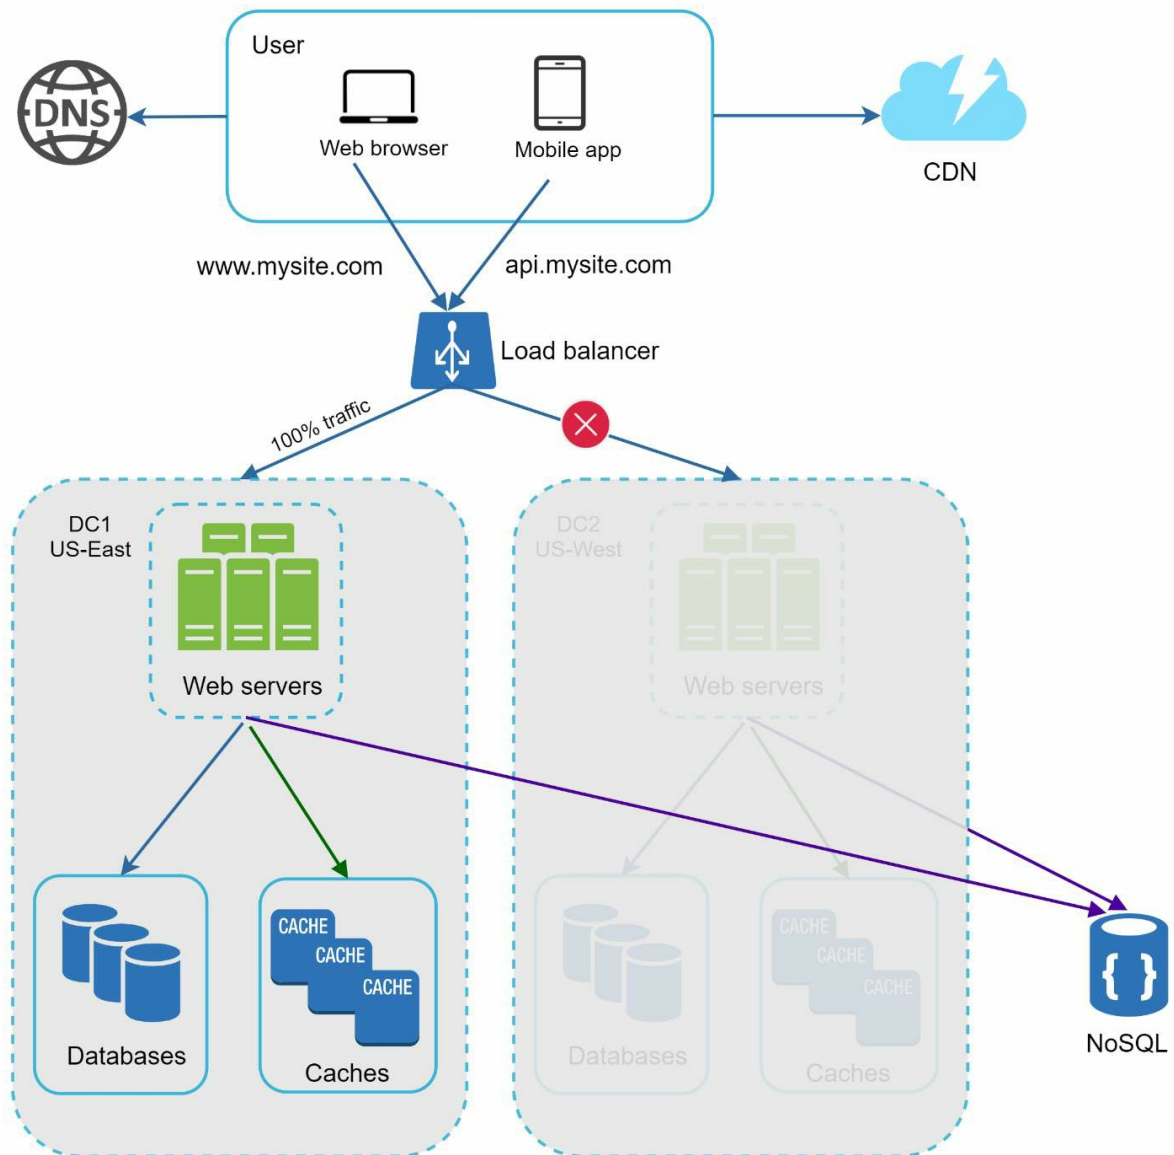 User
DNS
Web browser
Mobile app
CDN
www.mysite.com
api.mysite.com
Load balancer
100% traffic
DC1
US-East
Web servers
DC2
US-West
Web servers
CACHE
CACHE
CACHE
Databases
Caches
CACHE
CACHE
CACHE
Databases
Caches
{ }
NoSQL